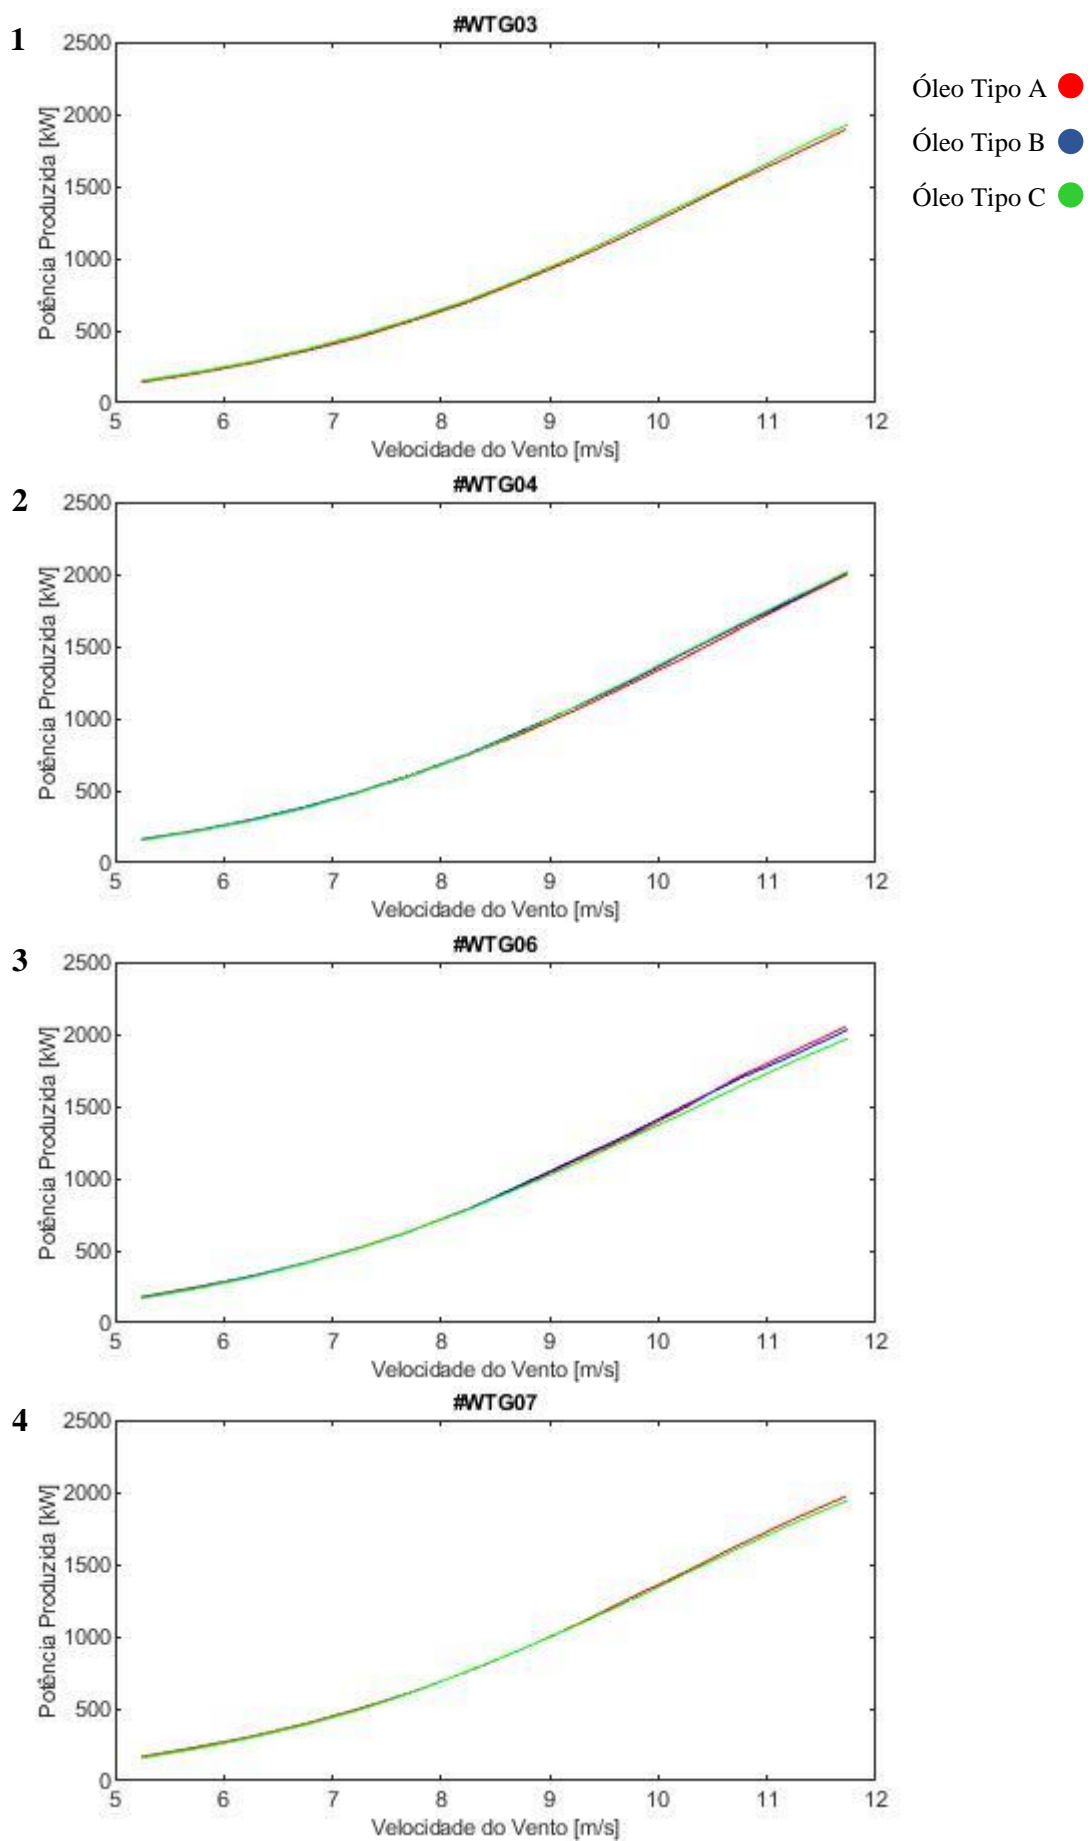 1
#WTG03
2500
2000
1500
1000
500
0
5 6 7 8 9 10 11 12
Potência Produzida [kW]
Velocidade do Vento [m/s]
Óleo Tipo A
Óleo Tipo B
Óleo Tipo C
2
#WTG04
2500
2000
1500
1000
500
0
5 6 7 8 9 10 11 12
Potência Produzida [kW]
Velocidade do Vento [m/s]
3
#WTG06
2500
2000
1500
1000
500
0
5 6 7 8 9 10 11 12
Potência Produzida [kW]
Velocidade do Vento [m/s]
4
#WTG07
2500
2000
1500
1000
500
0
5 6 7 8 9 10 11 12
Potência Produzida [kW]
Velocidade do Vento [m/s]